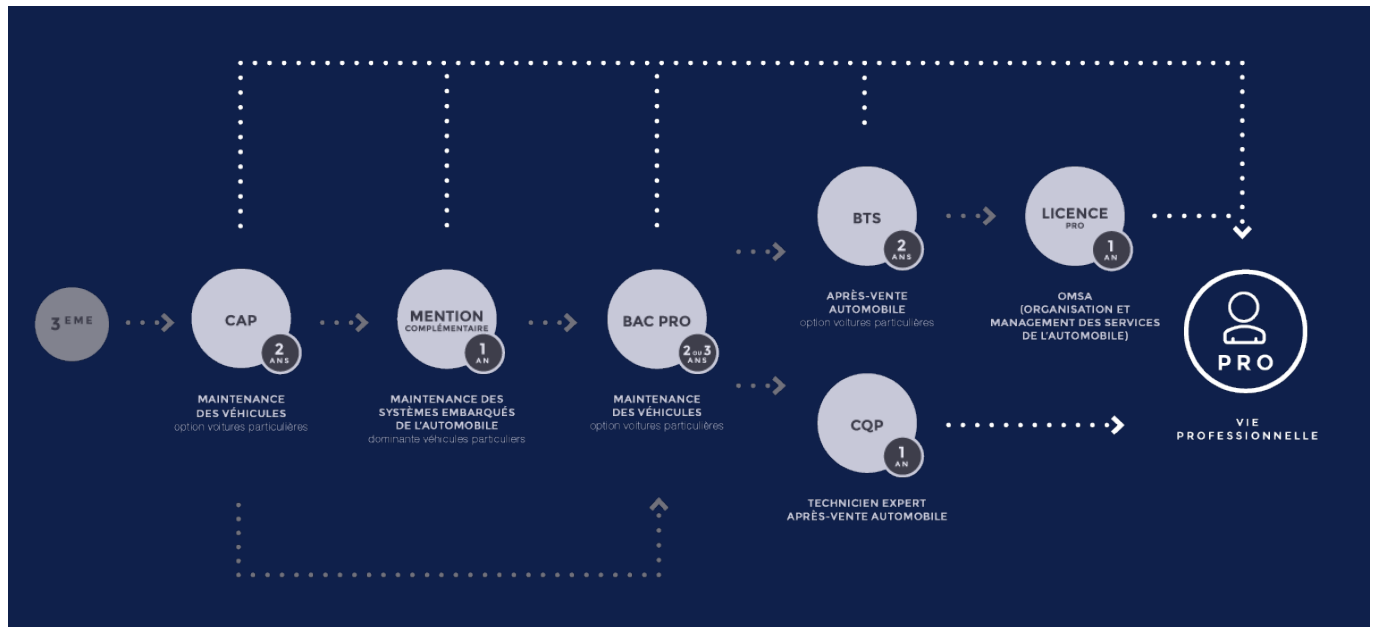 3 EME
CAP
2
ANS
MAINTENANCE
DES VÉHICULES
option voitures particulières
MENTION
COMPLÉMENTAIRE
1
AN
MAINTENANCE DES
SYSTÈMES EMBARQUÉS
DE L'AUTOMOBILE
dominante véhicules particuliers
BAC PRO
2 OU 3
ANS
MAINTENANCE
DES VÉHICULES
option voitures particulières
BTS
2
ANS
APRÈS-VENTE
AUTOMOBILE
option voitures particulières
LICENCE
PRO
1
AN
OMSA
(ORGANISATION ET
MANAGEMENT DES SERVICES
DE L'AUTOMOBILE)
CQP
1
AN
TECHNICIEN EXPERT
APRÈS-VENTE AUTOMOBILE
PRO
VIE
PROFESSIONNELLE